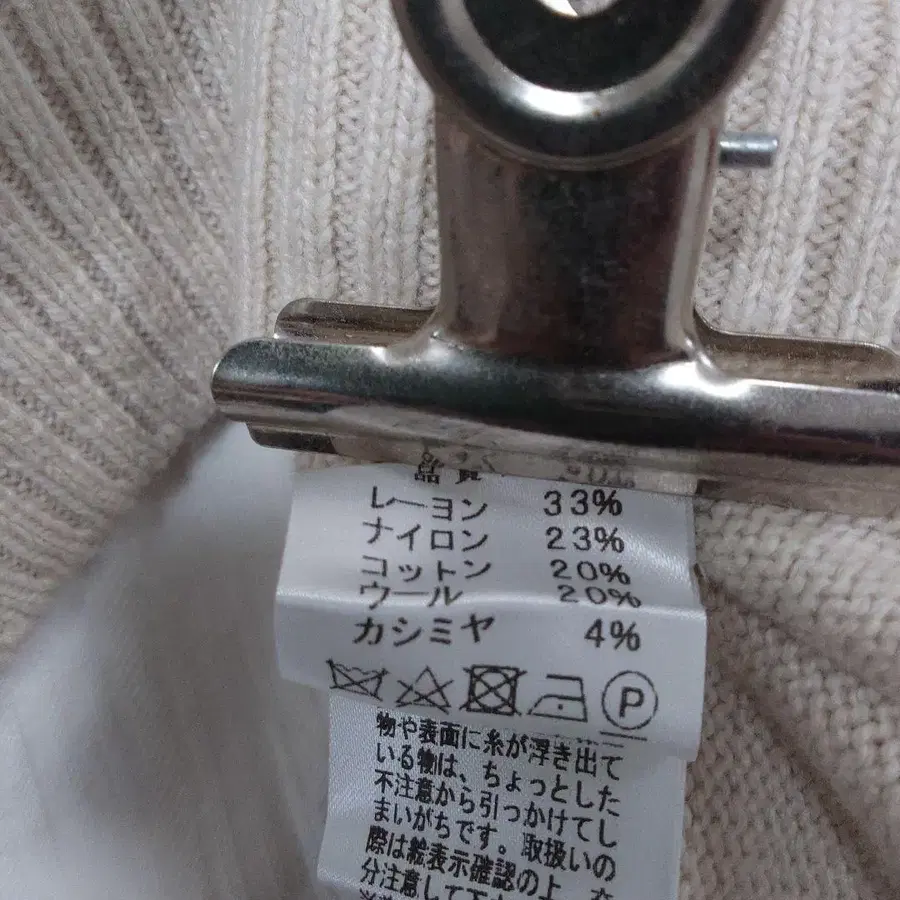 品質
レーヨン 33%
ナイロン 23%
コットン 20%
ウール 20%
カシミヤ 4%
P
物や表面に糸が浮き出て
いる物は、ちょっとした
不注意から引っかけてし
まいがちです。取扱いの
際は絵表示確認の上、充
分注意して下